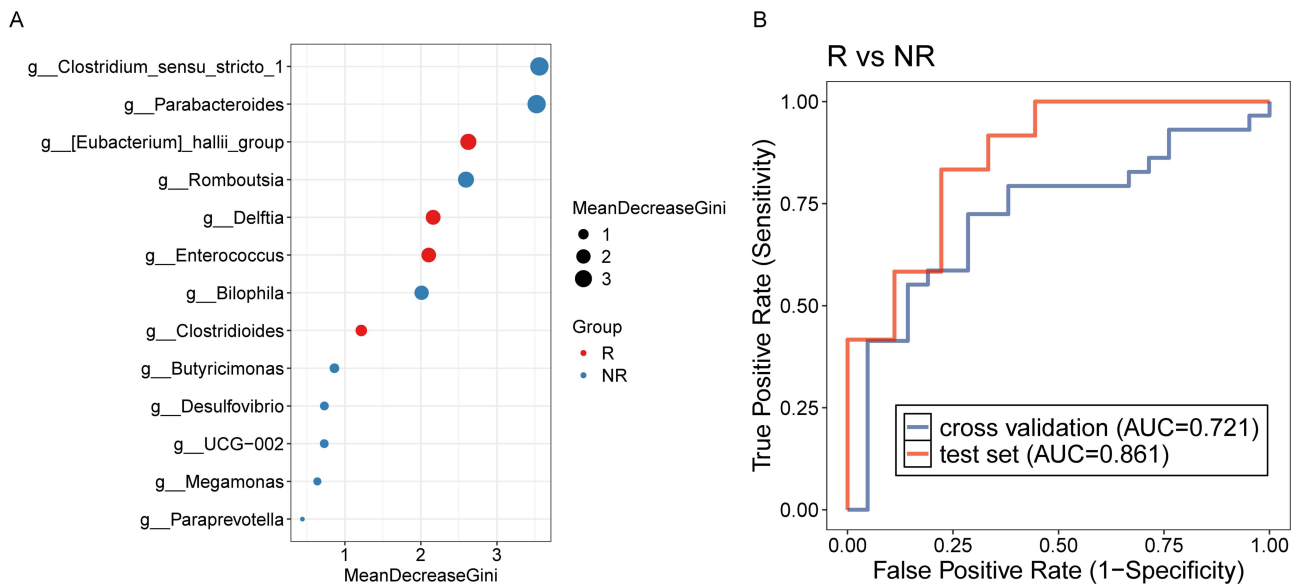 A
g__Clostridium_sensu_stricto_1
g__Parabacteroides
g__[Eubacterium]_hallii_group
g__Romboutsia
g__Delftia
g__Enterococcus
g__Bilophila
g__Clostridioides
g__Butyricimonas
g__Desulfovibrio
g__UCG−002
g__Megamonas
g__Paraprevotella
1 2 3
MeanDecreaseGini
MeanDecreaseGini
1
2
3
Group
R
NR
B
R vs NR
True Positive Rate (Sensitivity)
1.00
0.75
0.50
0.25
0.00
cross validation (AUC=0.721)
test set (AUC=0.861)
0.00 0.25 0.50 0.75 1.00
False Positive Rate (1−Specificity)